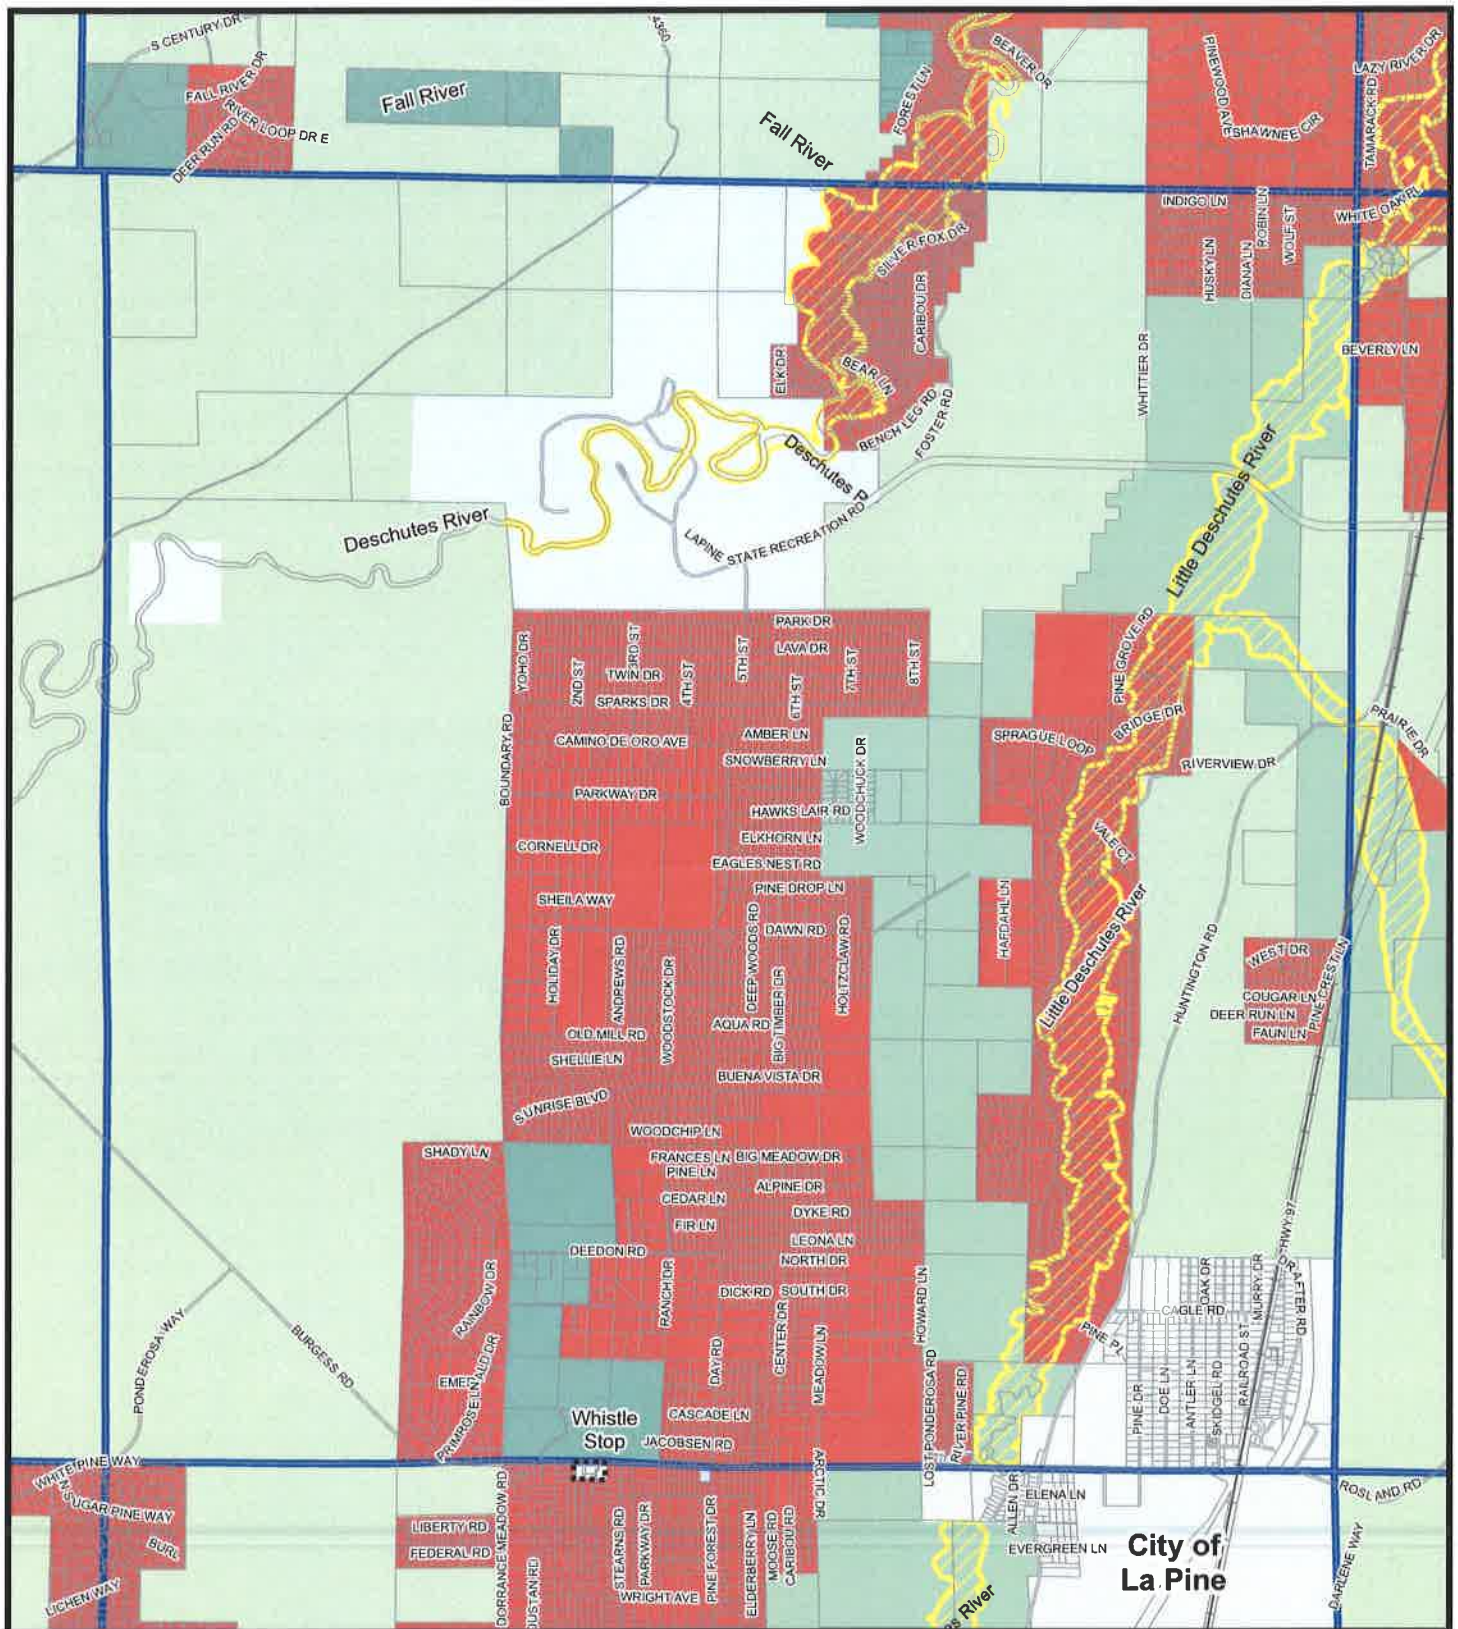 S CENTURY DR
4360
BEAVER DR
PINEWOOD AVE
LAZY RIVER DR
FALL RIVER DR
Fall River
FOREST LN
RIVER LOOP DR E
Fall River
SHAWNEE CIR
TAMARACK RD
DEER RUN RD
INDIGO LN
ROBIN LN
WOLF ST
WHITE OAK PL
SILVER FOX DR
HUSKY LN
DIANA LN
CARIBOU DR
WHITTIER DR
BEVERLY LN
ELK DR
BEAR LN
BENCH LEG RD
FOSTER RD
Deschutes R
Little Deschutes River
Deschutes River
LAPINE STATE RECREATION RD
PARK DR
PINE GROVE RD
YOHO DR
3RD ST
5TH ST
LAVA DR
7TH ST
8TH ST
2ND ST
TWIN DR
4TH ST
6TH ST
SPARKS DR
BRIDGE DR
PRAIRIE DR
BOUNDARY RD
CAMINO DE ORO AVE
AMBER LN
SPRAGUE LOOP
SNOWBERRY LN
WOODCHUCK DR
RIVERVIEW DR
PARKWAY DR
HAWKS LAIR RD
CORNELL DR
ELKHORN LN
VALE CT
EAGLES NEST RD
PINE DROP LN
SHEILA WAY
HAFDAHL LN
Little Deschutes River
HOLIDAY DR
ANDREWS RD
DEEP WOODS RD
DAWN RD
HOLTZCLAW RD
WEST DR
HUNTINGTON RD
PINE CREST LN
WOODSTOCK DR
BIG TIMBER DR
COUGAR LN
OLD MILL RD
AQUA RD
DEER RUN LN
FAUN LN
SHELLIE LN
BUENA VISTA DR
SUNRISE BLVD
WOODCHIP LN
SHADY LN
FRANCES LN
BIG MEADOW DR
PINE LN
ALPINE DR
CEDAR LN
DYKE RD
FIR LN
LEONA LN
DEEDON RD
NORTH DR
HWY 97
RAINBOW DR
RANCH DR
DICK RD
SOUTH DR
HOWARD LN
OAK DR
MURRY DR
DRAFTER RD
CAGLE RD
PONDEROSA WAY
BURGESS RD
CENTER DR
MEADOW LN
PINE PL
RAILROAD ST
DAY RD
LOST PONDEROSA RD
RIVER PINE RD
PINE DR
DOE LN
ANTLER LN
SKIDGEL RD
EME
ALD DR
PRIMROSE LN
Whistle
Stop
CASCADE LN
JACOBSEN RD
WHITE PINE WAY
ARCTIC DR
ROSLAND RD
N SUGAR PINE WAY
DORRANGE MEADOW RD
STEARNS RD
PARKWAY DR
PINE FOREST DR
ELDERBERRY LN
MOOSE RD
CARIBOU RD
ALLEN DR
ELENA LN
LIBERTY RD
FEDERAL RD
BURL
EVERGREEN LN
City of
La Pine
DARLENE WAY
LICHEN WAY
DUSTAN RD
WRIGHT AVE
es River